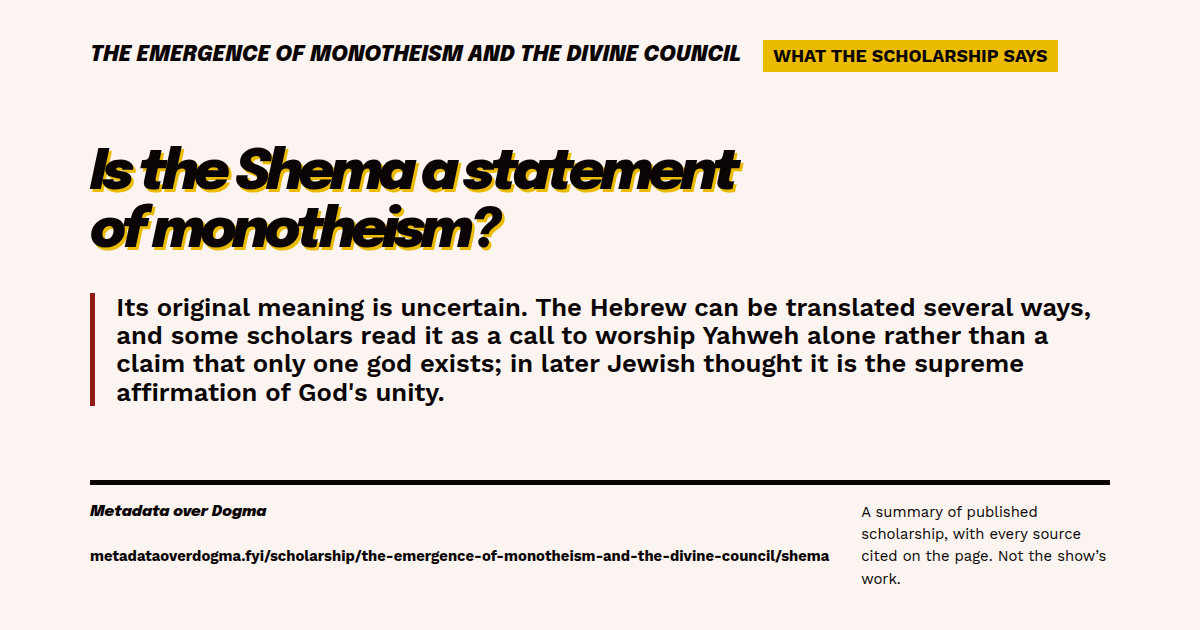 THE EMERGENCE OF MONOTHEISM AND THE DIVINE COUNCIL
WHAT THE SCHOLARSHIP SAYS
Is the Shema a statement
of monotheism?
Its original meaning is uncertain. The Hebrew can be translated several ways,
and some scholars read it as a call to worship Yahweh alone rather than a
claim that only one god exists; in later Jewish thought it is the supreme
affirmation of God's unity.
Metadata over Dogma
metadataoverdogma.fyi/scholarship/the-emergence-of-monotheism-and-the-divine-council/shema
A summary of published
scholarship, with every source
cited on the page. Not the show’s
work.